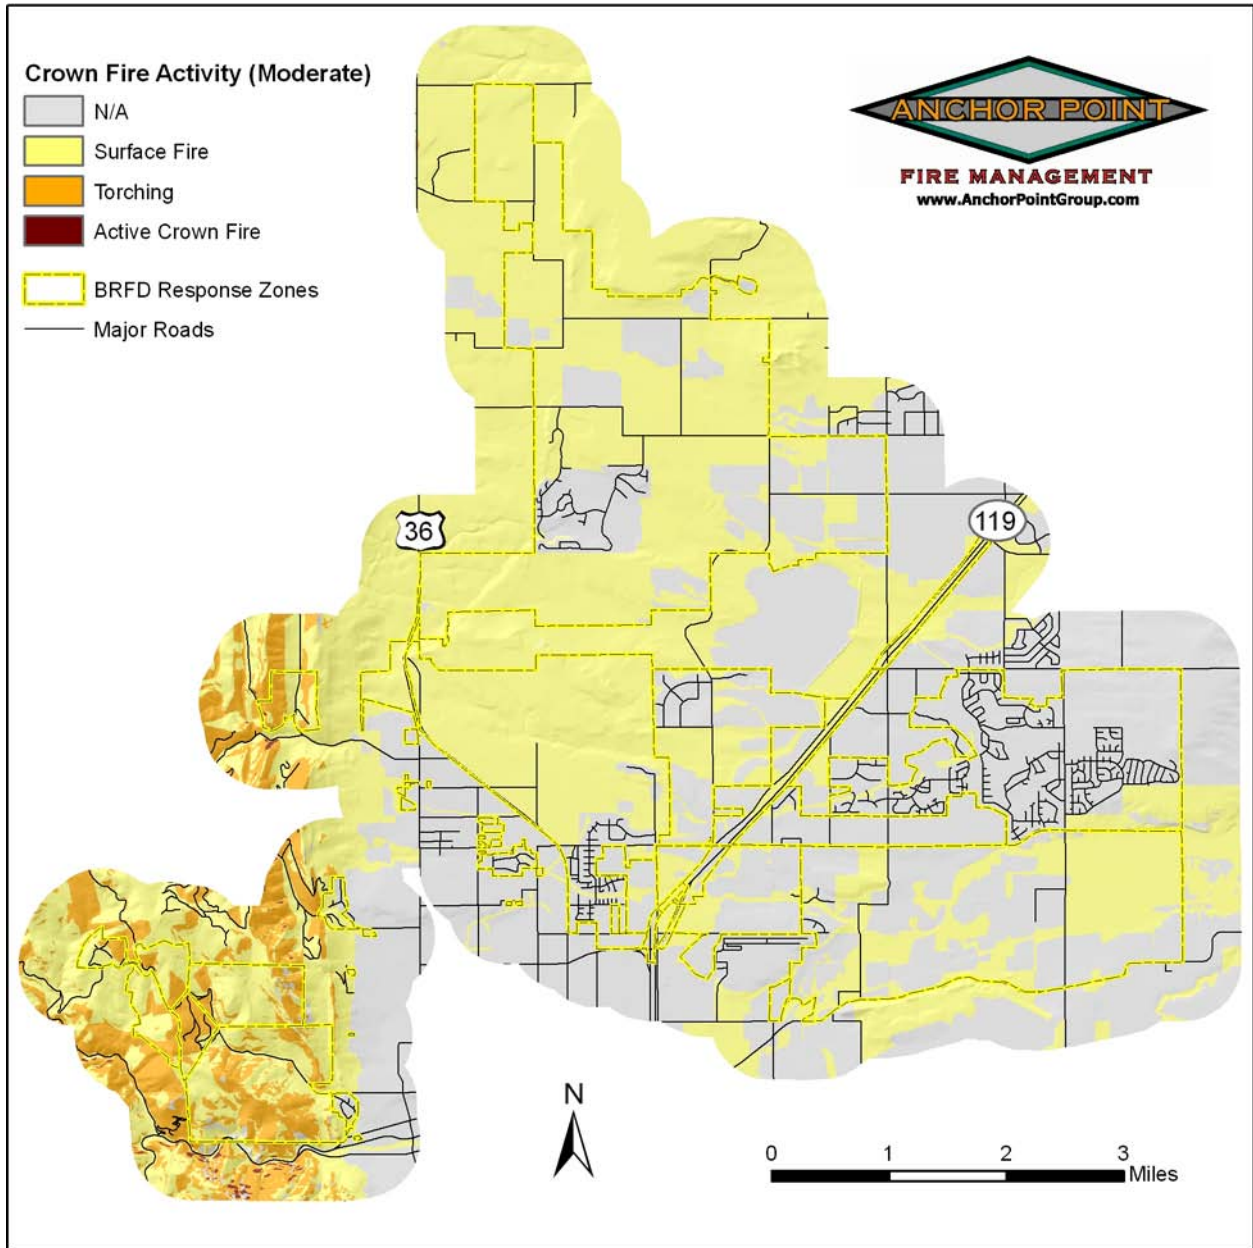 Crown Fire Activity (Moderate)
N/A
Surface Fire
Torching
Active Crown Fire
BRFD Response Zones
Major Roads
ANCHOR POINT
FIRE MANAGEMENT
www.AnchorPointGroup.com
36
119
N
0 1 2 3
Miles